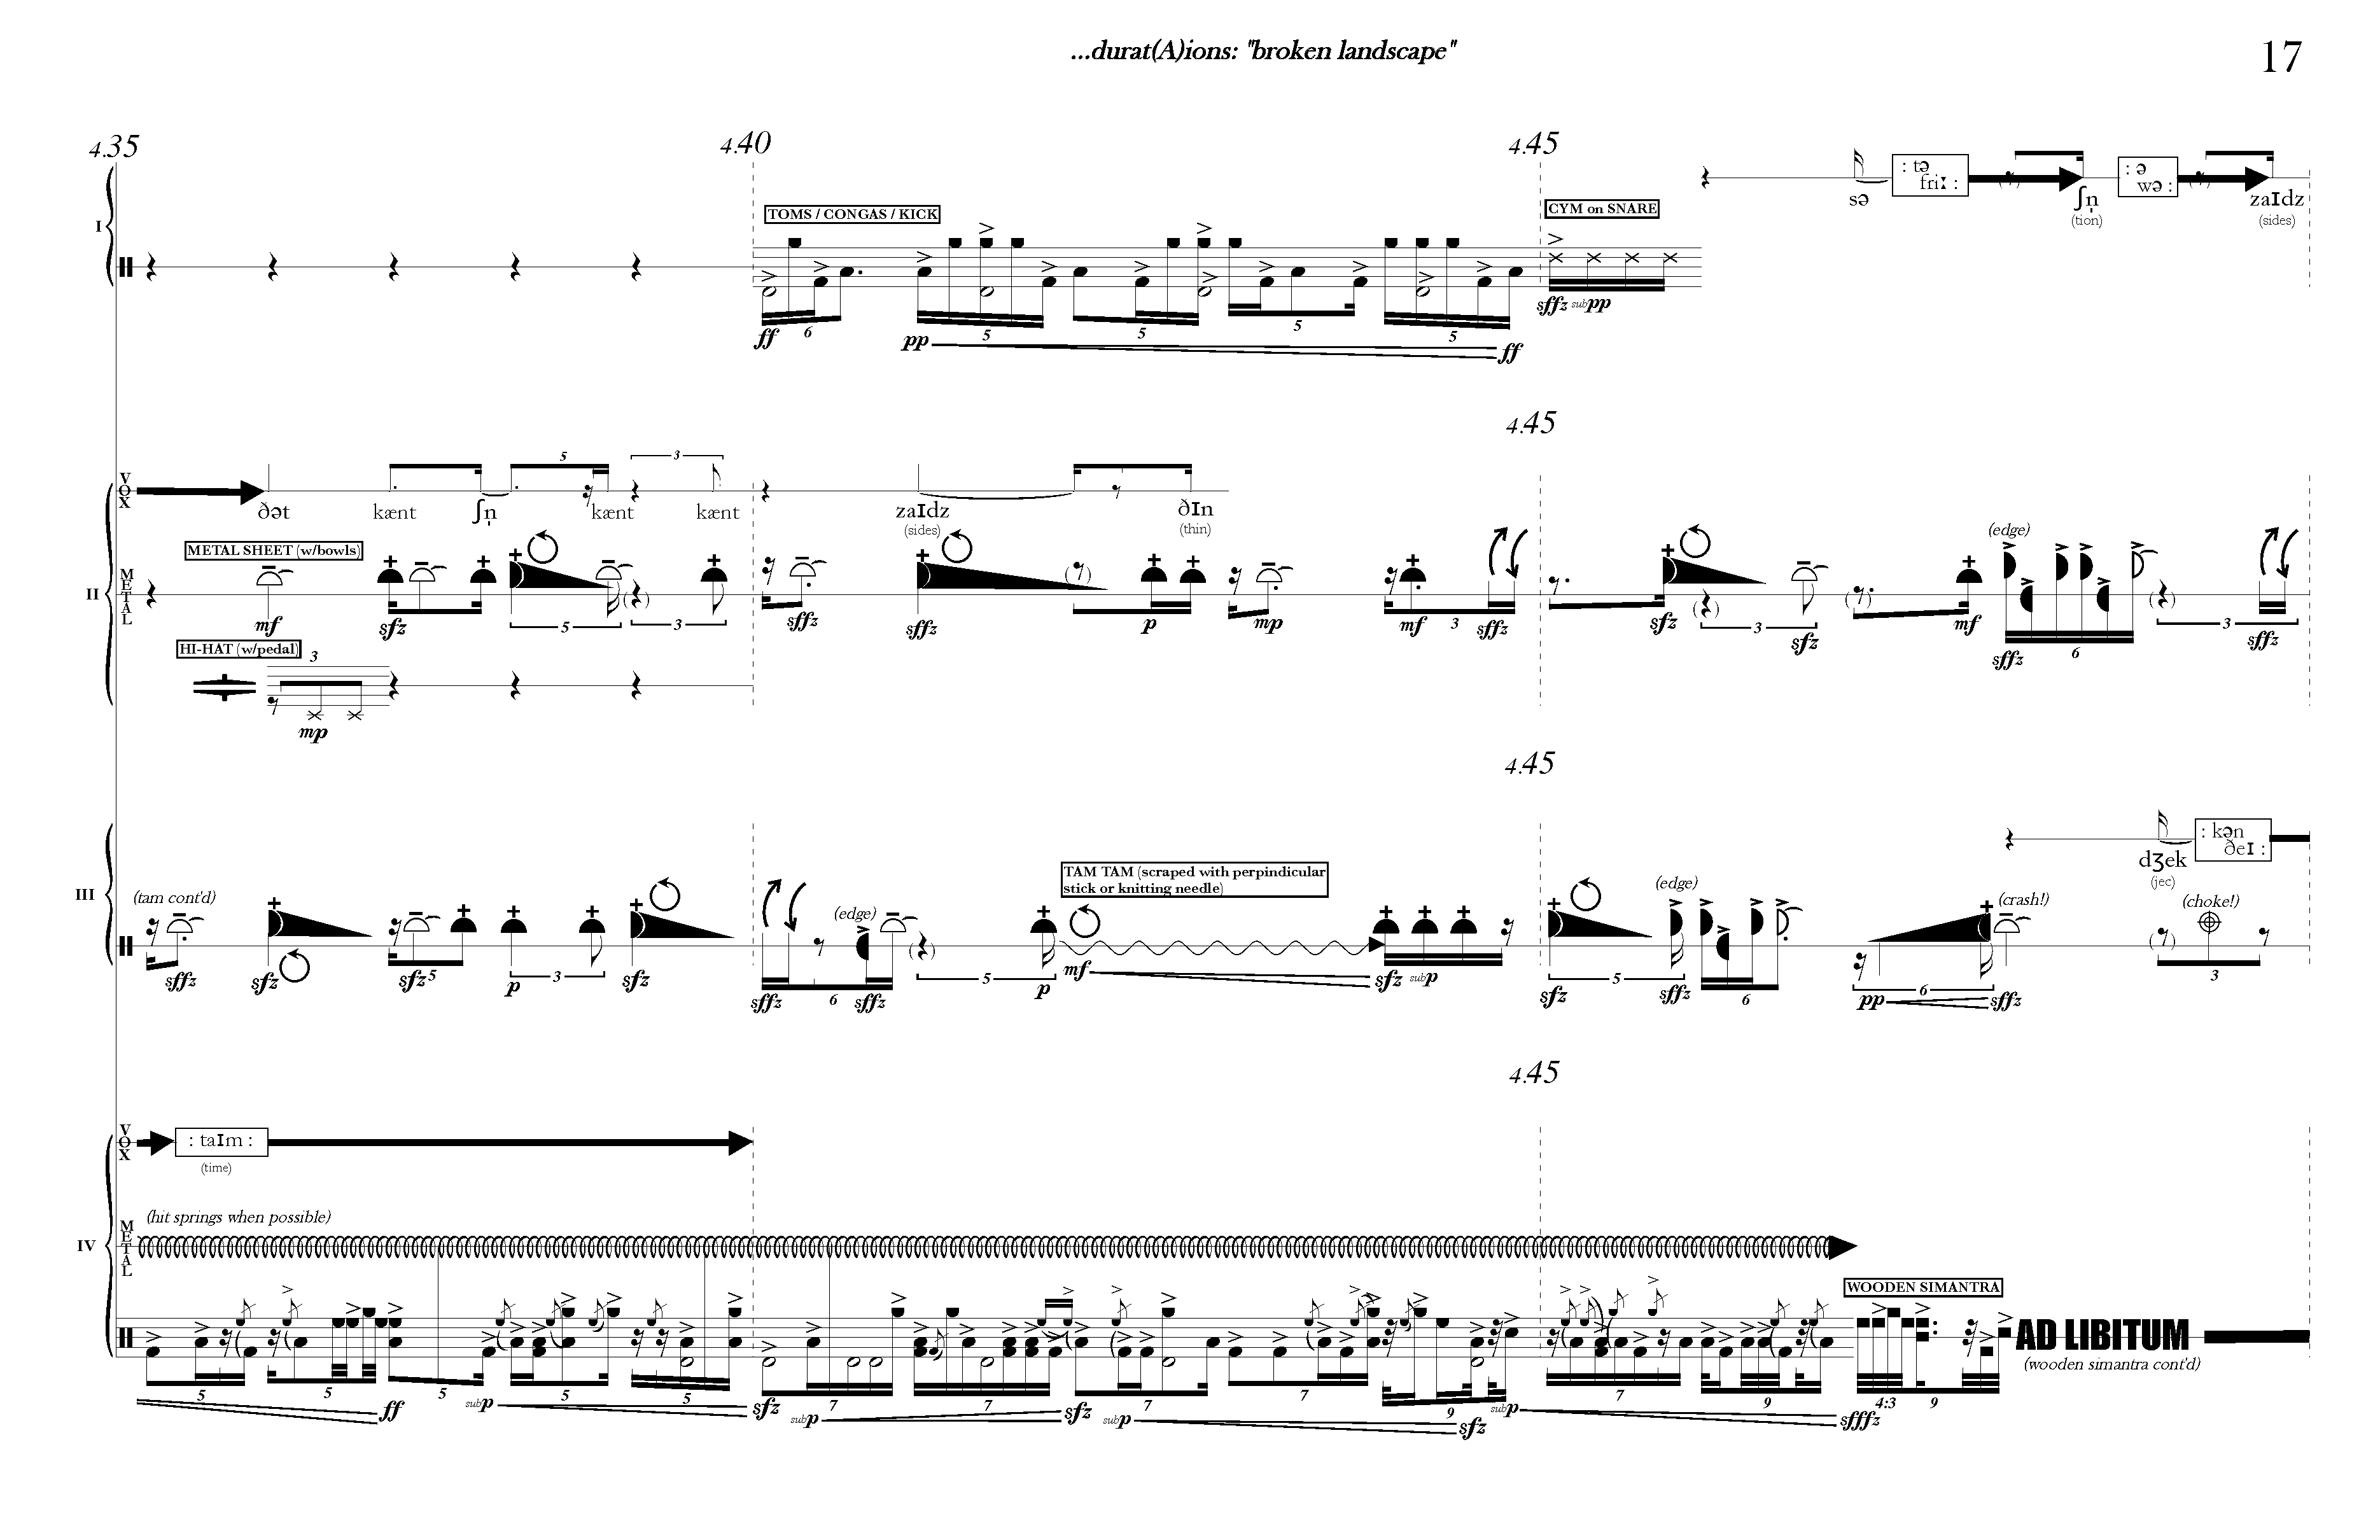 ...durat(A)ions: "broken landscape"
17
4.35
4.40
4.45
I
TOMS / CONGAS / KICK
CYM on SNARE
: tə
friː :
: ə
wə :
sə
ʃn̩
zaɪdz
(tion)
(sides)
6
5
5
5
5
ff
pp
ff
sffz subpp
4.45
II
VOX
5
3
ðət
kænt
ʃn̩
kænt
kænt
zaɪdz
ðɪn
(sides)
(thin)
METAL
METAL SHEET (w/bowls)
(edge)
mf
sfz
5
3
sffz
sffz
p
mp
mf
3
sffz
sfz
3
sfz
mf
sffz
6
3
sffz
HI-HAT (w/pedal)
3
mp
4.45
III
: kən
ðeɪ :
dʒek
(jec)
TAM TAM (scraped with perpindicular
stick or knitting needle)
(tam cont'd)
(edge)
(edge)
(crash!)
(choke!)
sffz
sfz
sfz
5
p
3
sfz
sffz
6
sffz
5
p
mf
sfz subp
sfz
5
sffz
6
pp
6
sffz
3
4.45
IV
VOX
: taɪm :
(time)
METAL
(hit springs when possible)
WOODEN SIMANTRA
AD LIBITUM
(wooden simantra cont'd)
5
5
ff
5
subp
5
5
sfz
7
subp
7
sfz
7
subp
7
9
sfz
subp
7
9
sfffz
4:3
9